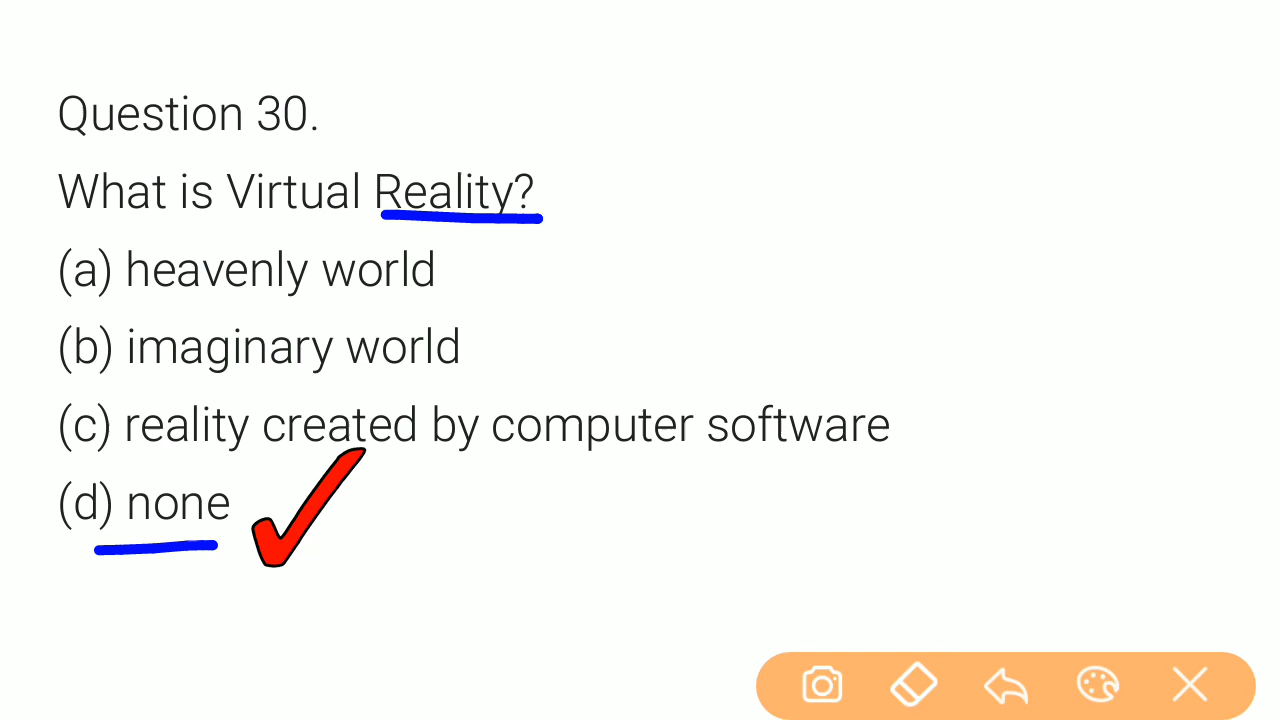 Question 30.
What is Virtual Reality?
(a) heavenly world
(b) imaginary world
(c) reality created by computer software
(d) none